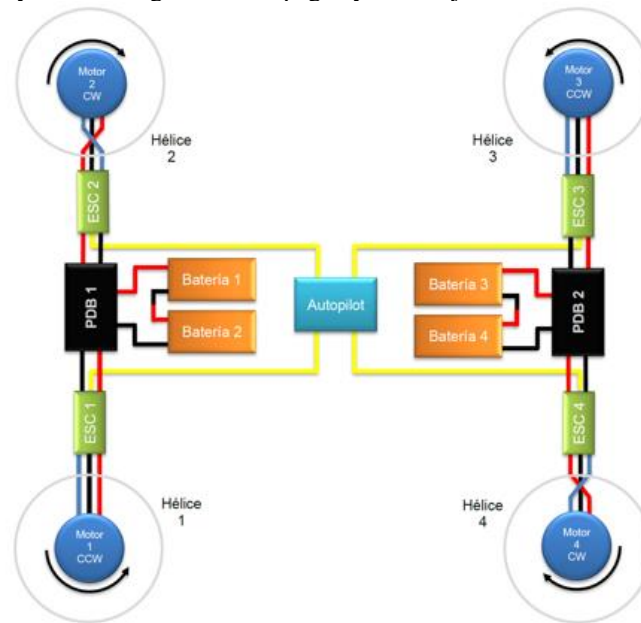 Motor
2
CW
Motor
3
CCW
Hélice
2
Hélice
3
ESC 2
ESC 3
PDB 1
Batería 1
Batería 2
Autopilot
Batería 3
Batería 4
PDB 2
ESC 1
ESC 4
Hélice
1
Hélice
4
Motor
1
CCW
Motor
4
CW